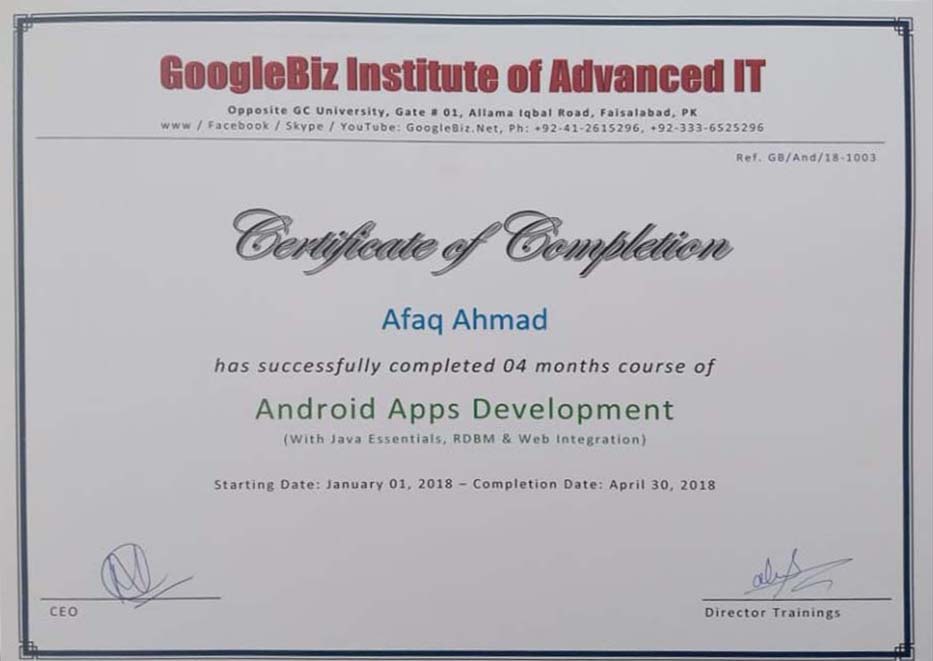 GoogleBiz Institute of Advanced IT
Opposite GC University, Gate # 01, Allama Iqbal Road, Faisalabad, PK
www / Facebook / Skype / YouTube: GoogleBiz.Net, Ph: +92-41-2615296, +92-333-6525296
Ref. GB/And/18-1003
Certificate of Completion
Afaq Ahmad
has successfully completed 04 months course of
Android Apps Development
(With Java Essentials, RDBM & Web Integration)
Starting Date: January 01, 2018 – Completion Date: April 30, 2018
CEO
Director Trainings